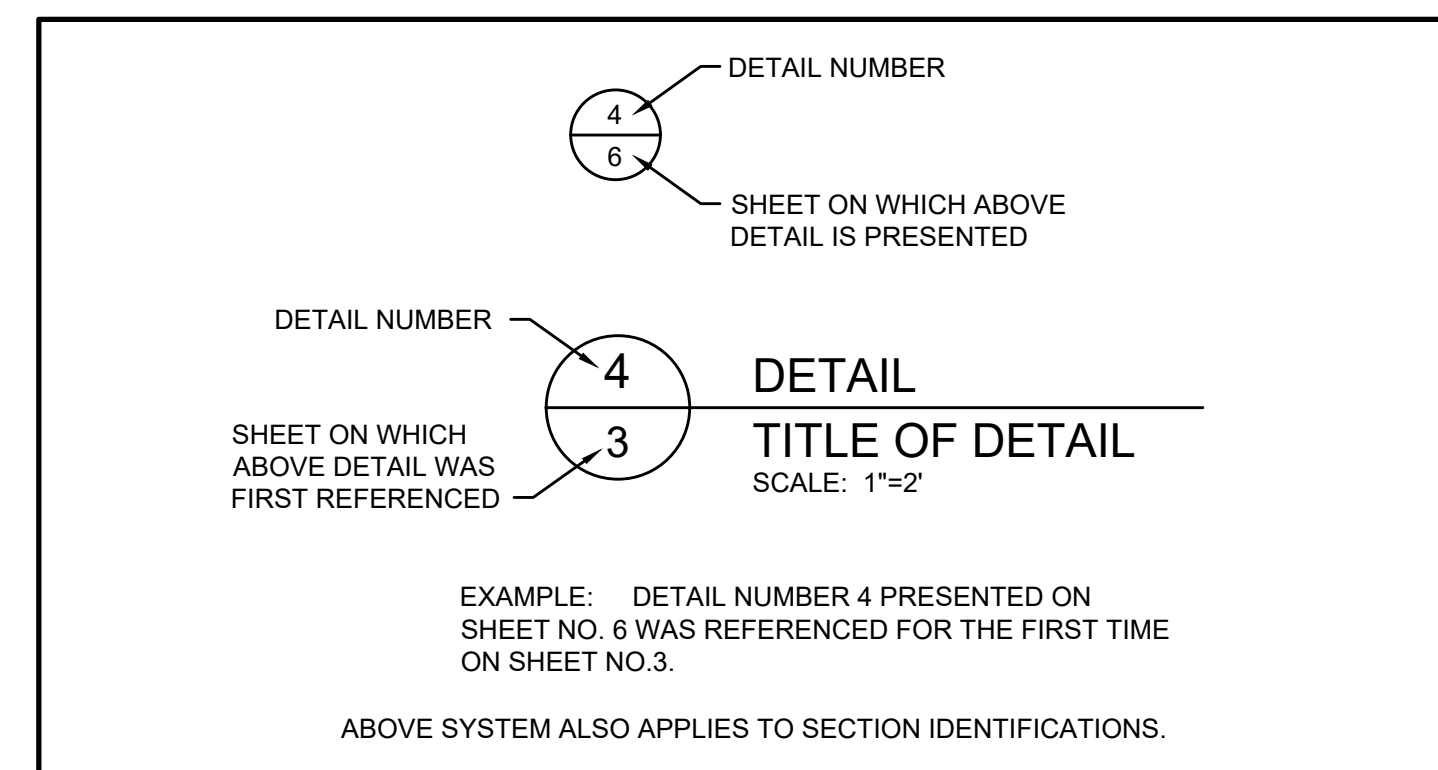 DETAIL NUMBER
4
6
SHEET ON WHICH ABOVE
DETAIL IS PRESENTED
DETAIL NUMBER
4
DETAIL
SHEET ON WHICH
ABOVE DETAIL WAS
FIRST REFERENCED
3
TITLE OF DETAIL
SCALE: 1"=2'
EXAMPLE: DETAIL NUMBER 4 PRESENTED ON
SHEET NO. 6 WAS REFERENCED FOR THE FIRST TIME
ON SHEET NO.3.
ABOVE SYSTEM ALSO APPLIES TO SECTION IDENTIFICATIONS.